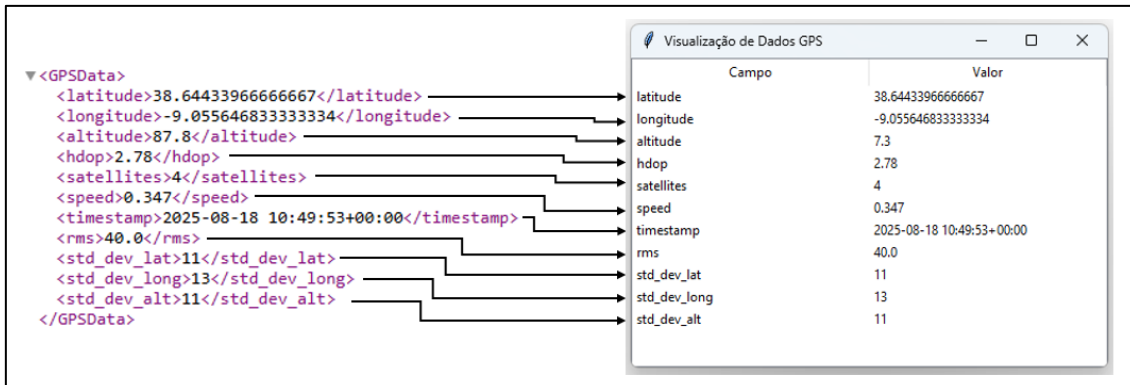 <GPSData>
<latitude>38.64433966666667</latitude>
<longitude>-9.055646833333334</longitude>
<altitude>87.8</altitude>
<hdop>2.78</hdop>
<satellites>4</satellites>
<speed>0.347</speed>
<timestamp>2025-08-18 10:49:53+00:00</timestamp>
<rms>40.0</rms>
<std_dev_lat>11</std_dev_lat>
<std_dev_long>13</std_dev_long>
<std_dev_alt>11</std_dev_alt>
</GPSData>
Visualização de Dados GPS
Campo Valor
latitude 38.64433966666667
longitude -9.055646833333334
altitude 7.3
hdop 2.78
satellites 4
speed 0.347
timestamp 2025-08-18 10:49:53+00:00
rms 40.0
std_dev_lat 11
std_dev_long 13
std_dev_alt 11